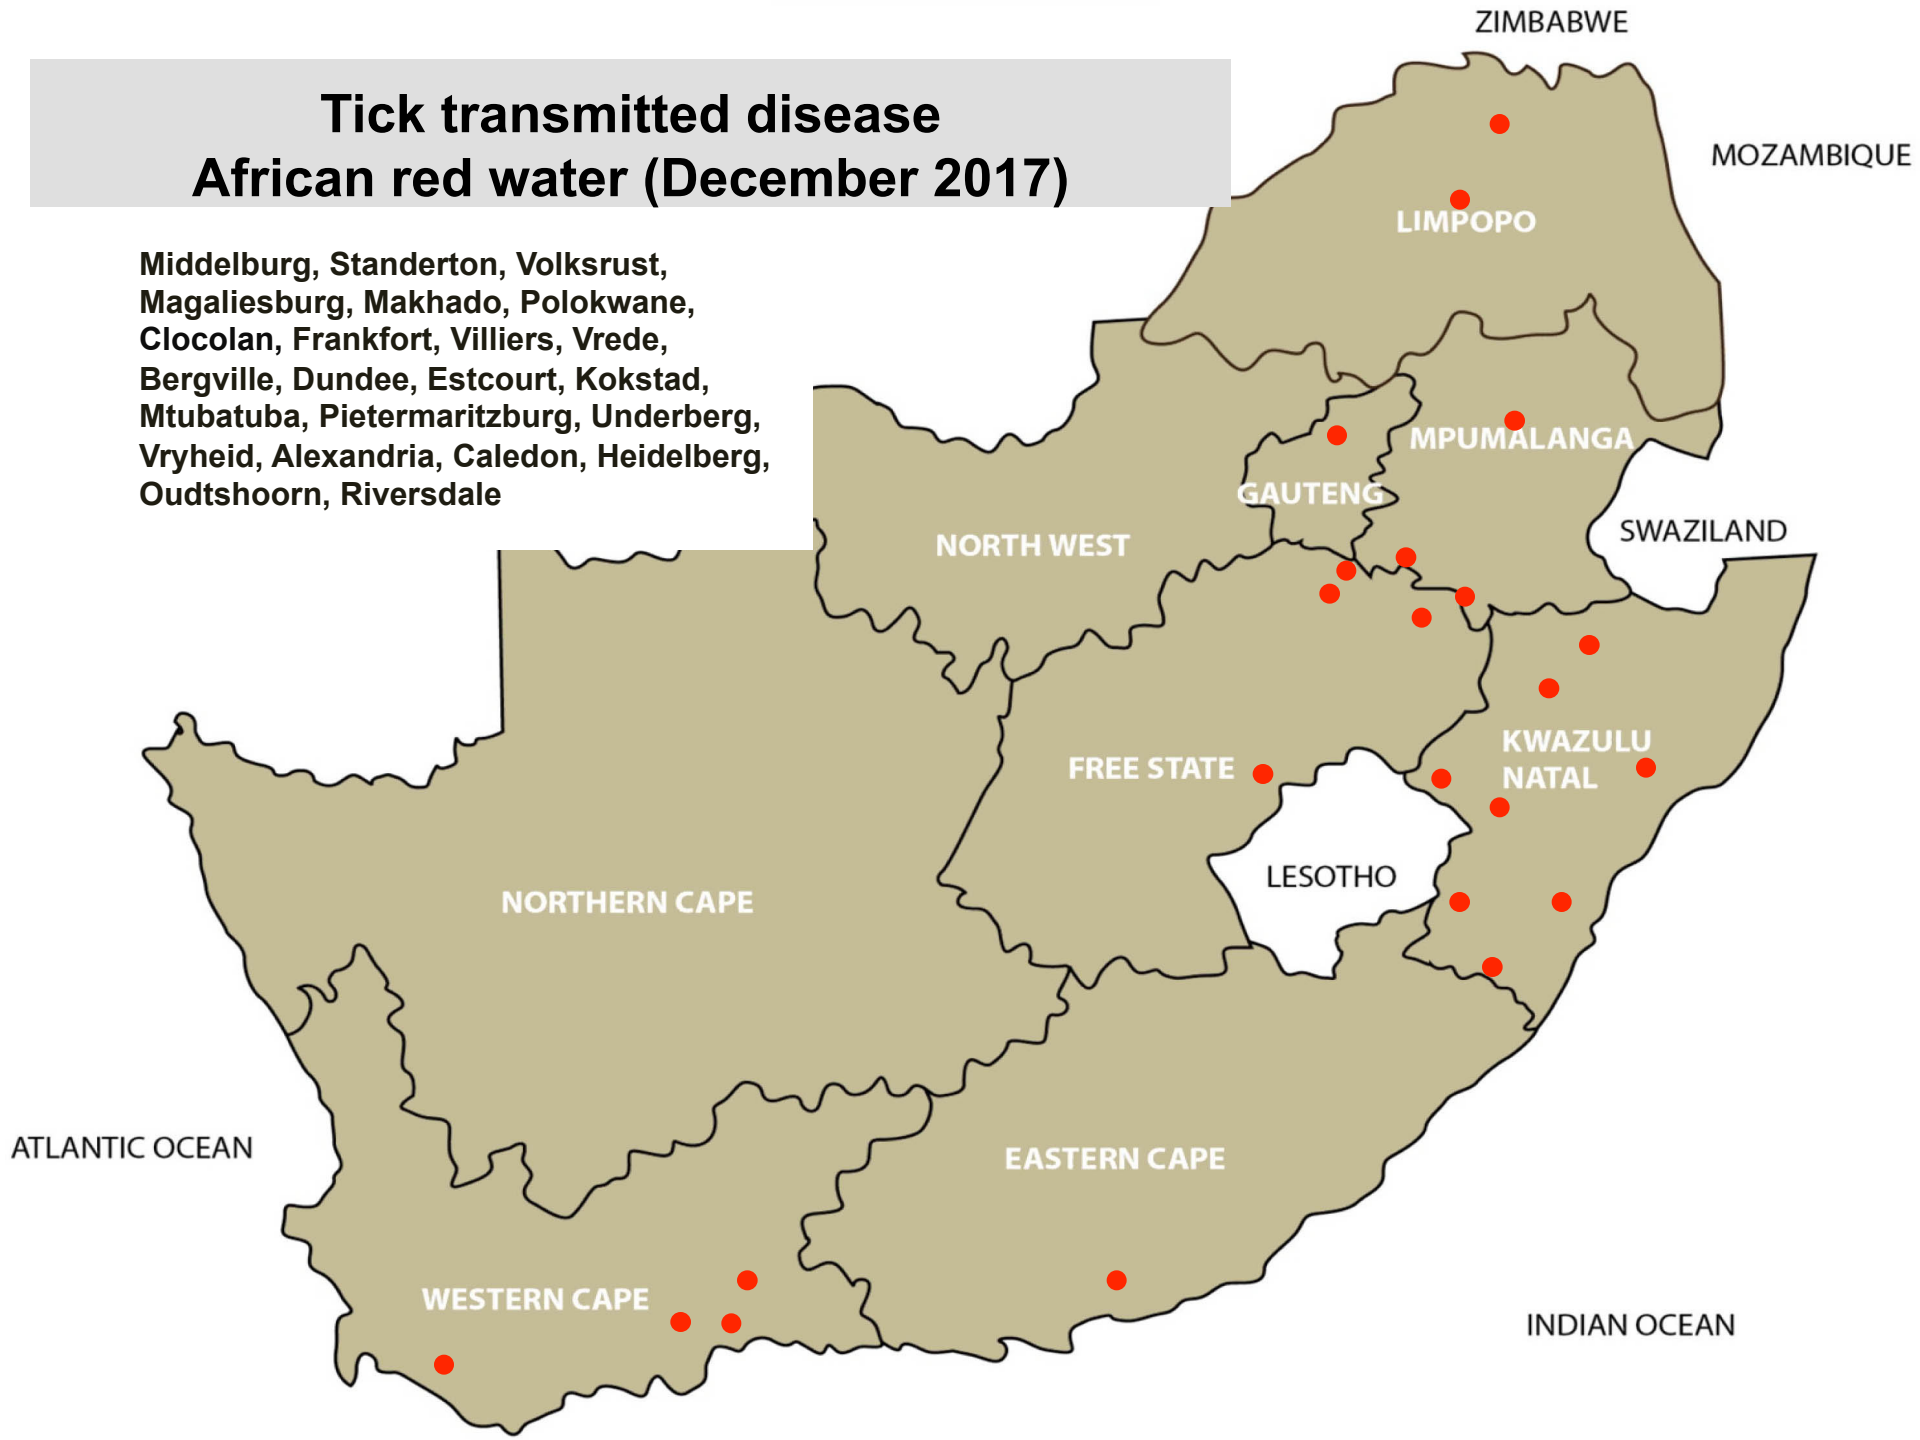 Tick transmitted disease
African red water (December 2017)
Middelburg, Standerton, Volksrust,
Magaliesburg, Makhado, Polokwane,
Clocolan, Frankfort, Villiers, Vrede,
Bergville, Dundee, Estcourt, Kokstad,
Mtubatuba, Pietermaritzburg, Underberg,
Vryheid, Alexandria, Caledon, Heidelberg,
Oudtshoorn, Riversdale
ZIMBABWE
MOZAMBIQUE
LIMPOPO
MPUMALANGA
GAUTENG
SWAZILAND
NORTH WEST
KWAZULU
NATAL
FREE STATE
LESOTHO
NORTHERN CAPE
ATLANTIC OCEAN
EASTERN CAPE
WESTERN CAPE
INDIAN OCEAN